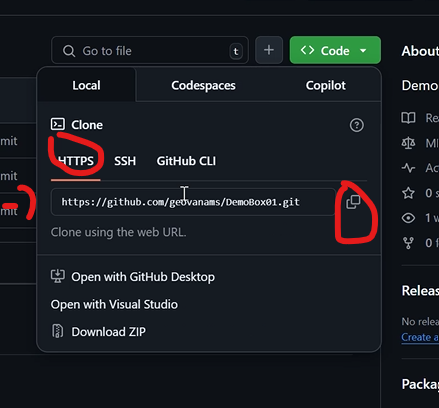 Go to file
t
+
Code
About
Demo
Local
Codespaces
Copilot
Clone
HTTPS
SSH
GitHub CLI
https://github.com/geovanams/DemoBox01.git
Clone using the web URL.
Open with GitHub Desktop
Open with Visual Studio
Download ZIP
mit
mit
mit
Re
MI
Ac
0 s
1 w
0 f
Releas
No relea
Create a
Packag